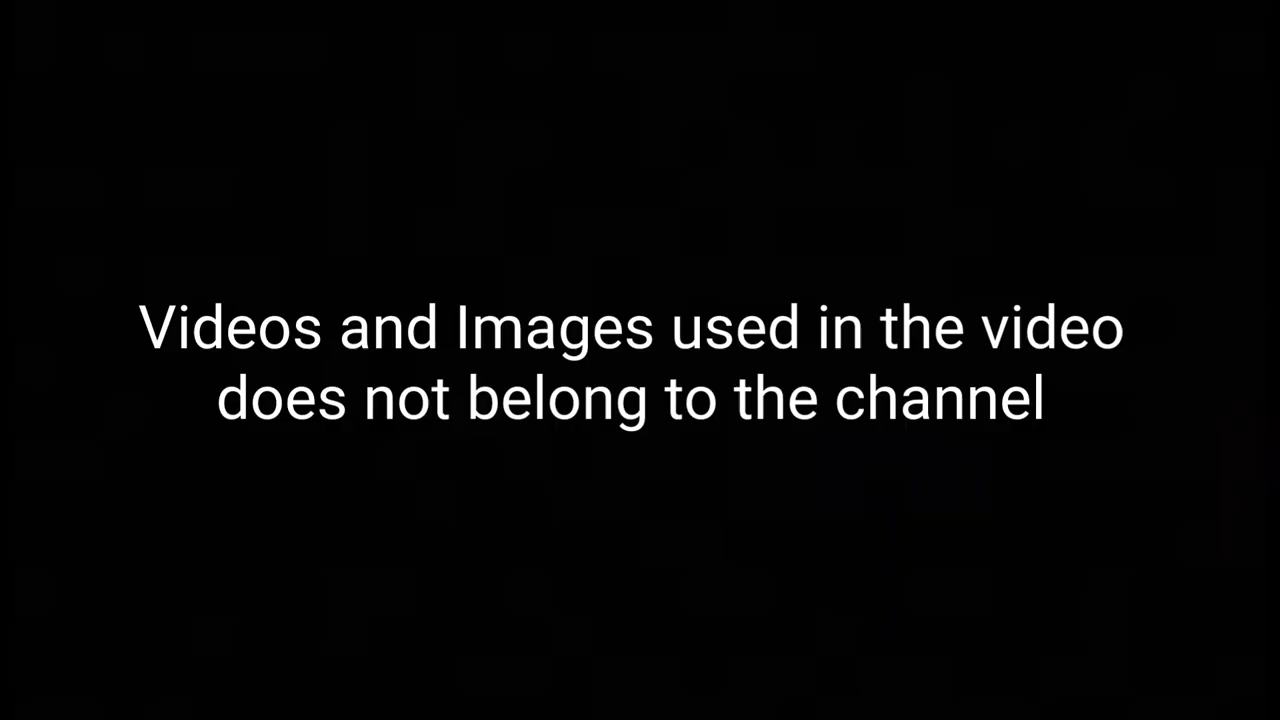 Videos and Images used in the video
does not belong to the channel